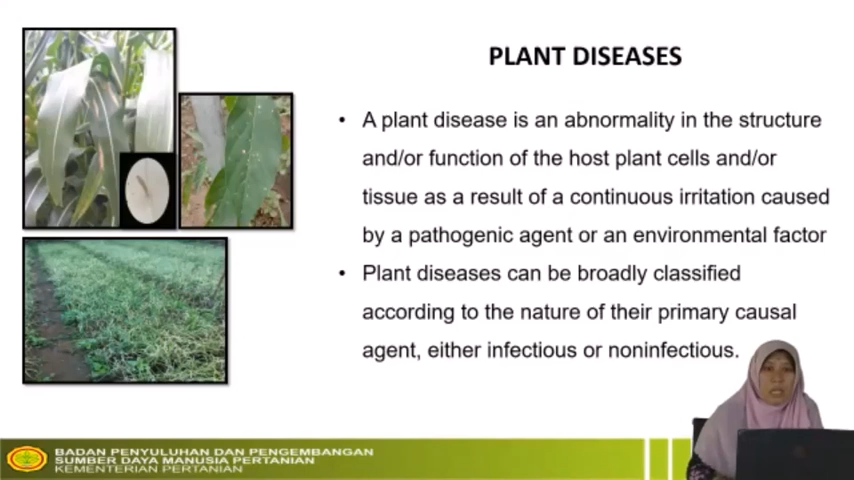 PLANT DISEASES
• A plant disease is an abnormality in the structure
and/or function of the host plant cells and/or
tissue as a result of a continuous irritation caused
by a pathogenic agent or an environmental factor
• Plant diseases can be broadly classified
according to the nature of their primary causal
agent, either infectious or noninfectious.
BADAN PENYULUHAN DAN PENGEMBANGAN
SUMBER DAYA MANUSIA PERTANIAN
KEMENTERIAN PERTANIAN